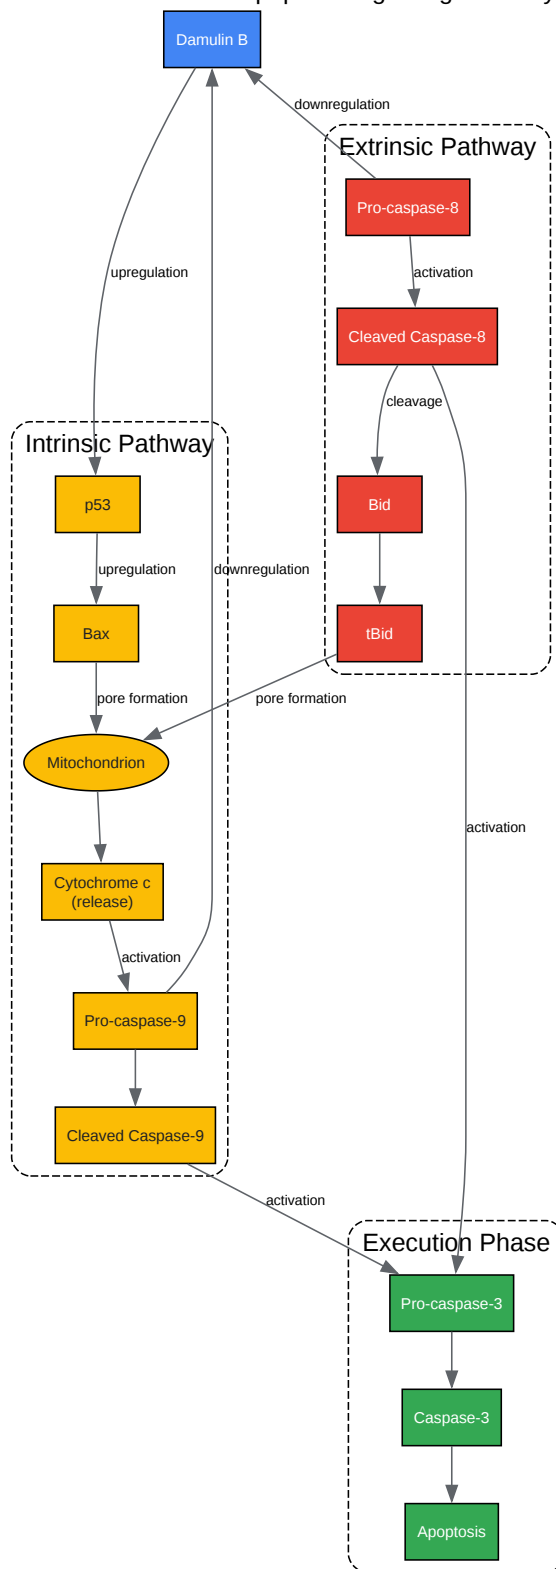 Damulin B
downregulation
Extrinsic Pathway
Pro-caspase-8
upregulation
activation
Cleaved Caspase-8
cleavage
Intrinsic Pathway
p53
Bid
upregulation
downregulation
Bax
tBid
pore formation
pore formation
Mitochondrion
activation
Cytochrome c
(release)
activation
Pro-caspase-9
Cleaved Caspase-9
activation
Execution Phase
Pro-caspase-3
Caspase-3
Apoptosis